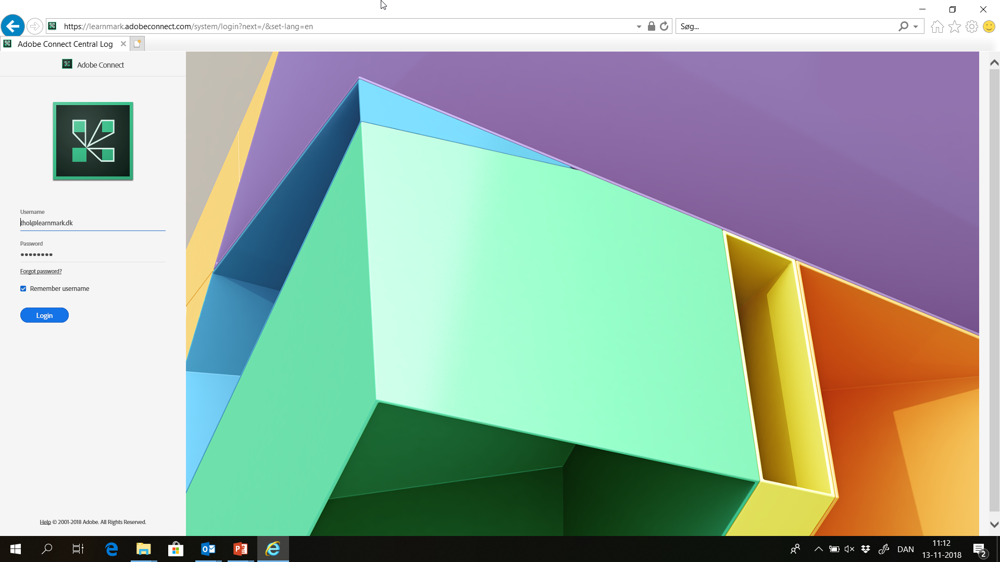 https://learnmark.adobeconnect.com/system/login?next=/&set-lang=en
Søg...
Adobe Connect Central Log
Adobe Connect
Username
thol@learnmark.dk
Password
Forgot password?
Remember username
Login
Help © 2001-2018 Adobe. All Rights Reserved.
DAN
11:12
13-11-2018
2